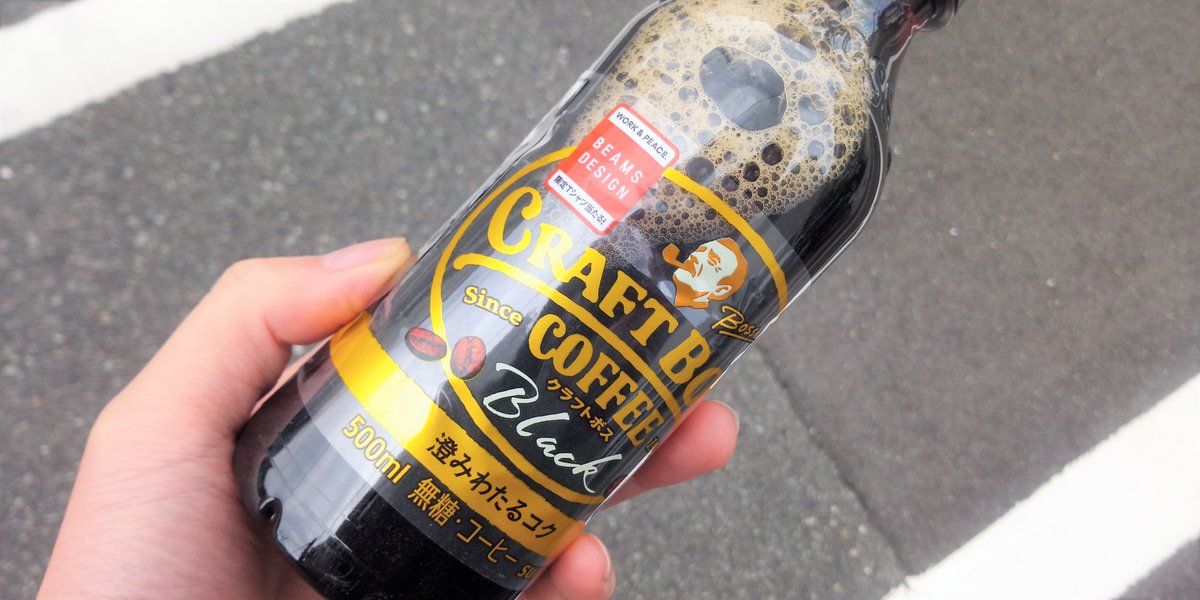 WORK & PEACE.
BEAMS
DESIGN
限定Tシャツ当たる!
CRAFT
Boss
Since
COFFEE
クラフトボス
Black
澄みわたるコク
500ml 無糖・コーヒー